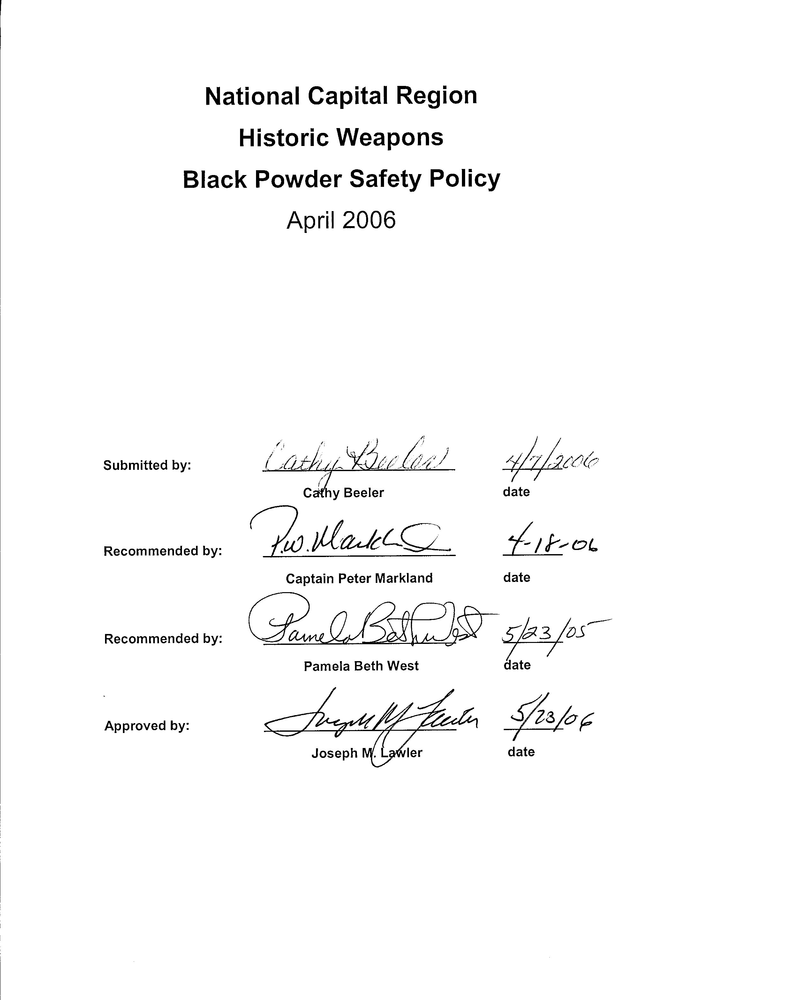 National Capital Region
Historic Weapons
Black Powder Safety Policy
April 2006
Submitted by: Cathy Beeler 4/7/2006
Cathy Beeler date
Recommended by: P.W. Markland 4-18-06
Captain Peter Markland date
Recommended by: Pamela Beth West 5/23/05
Pamela Beth West date
Approved by: Joseph M Lawler 5/23/06
Joseph M. Lawler date